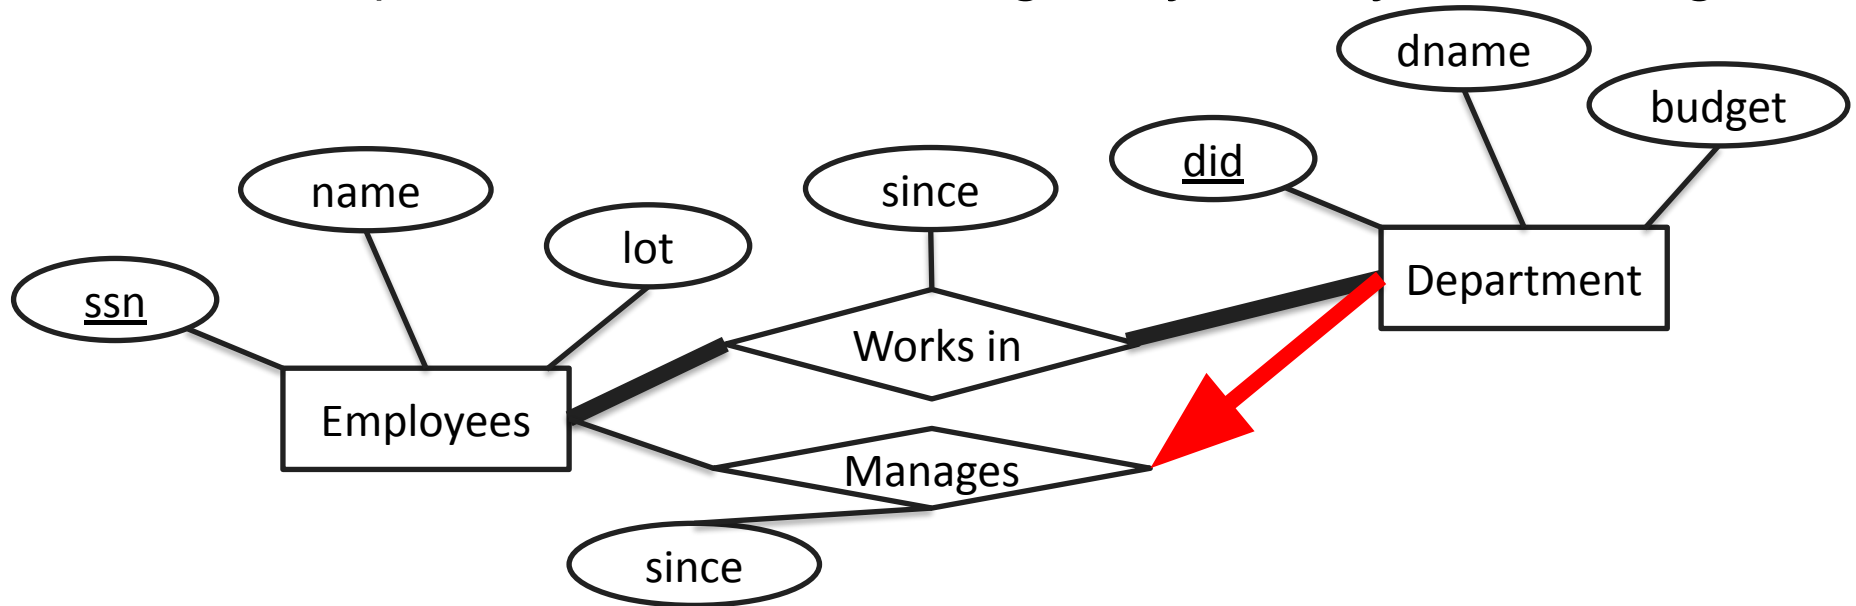 dname
budget
did
name
since
lot
ssn
Department
Works in
Employees
Manages
since